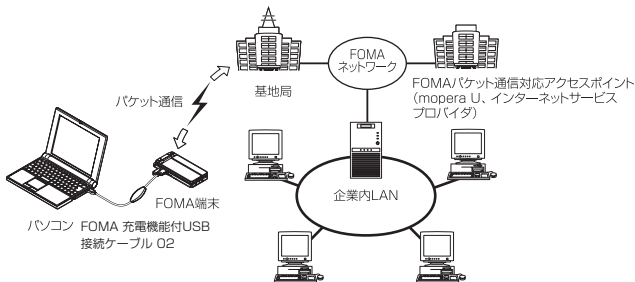 FOMA
ネットワーク
基地局
FOMAパケット通信対応アクセスポイント
（mopera U、インターネットサービス
プロバイダ）
パケット通信
FOMA端末
企業内LAN
パソコン
FOMA 充電機能付USB
接続ケーブル 02